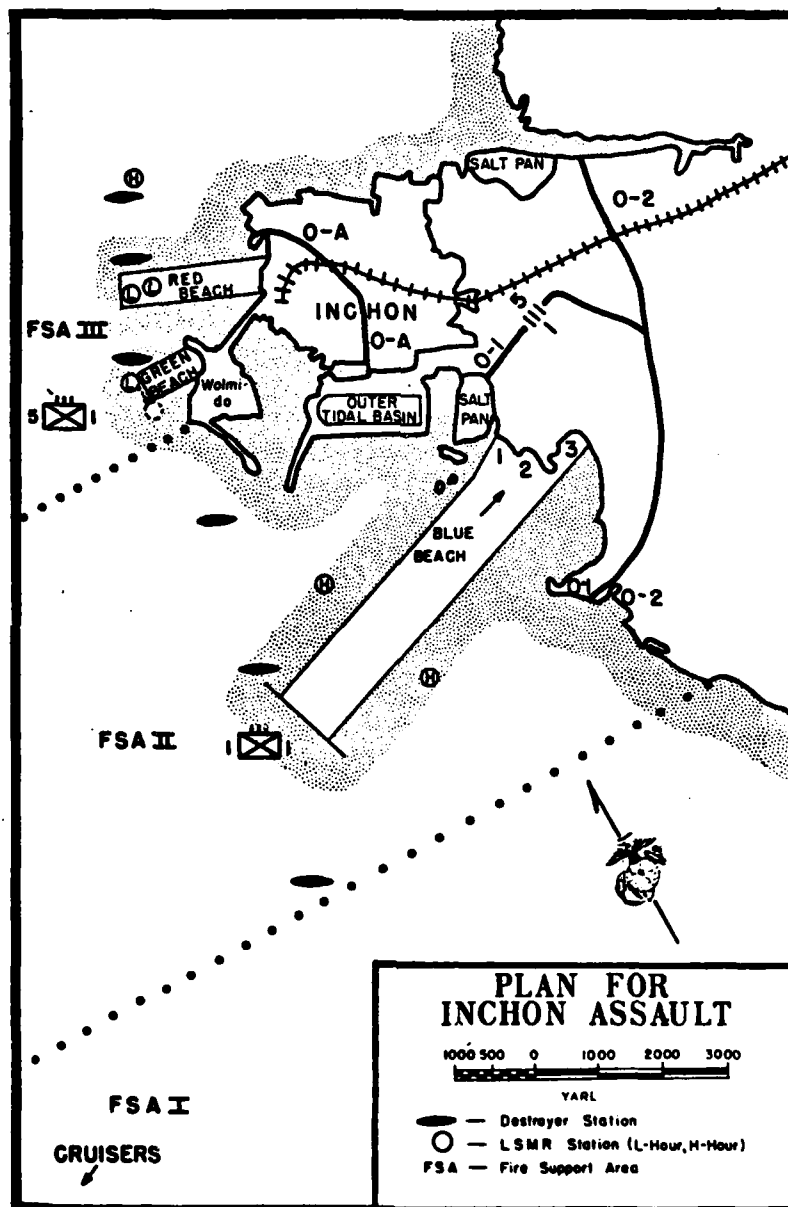 SALT PAN
O-2
H
O-A
L L RED BEACH
5
INCHON
1
FSA III
O-A
O-1
L GREEN BEACH
Wolmi-do
5 1
OUTER TIDAL BASIN
SALT PAN
1 2 3
BLUE BEACH
H
O-1 O-2
H
FSA II
1 1
PLAN FOR
INCHON ASSAULT
1000 500 0 1000 2000 3000
YARL
— Destroyer Station
— LSMR Station (L-Hour, H-Hour)
FSA — Fire Support Area
FSA I
CRUISERS